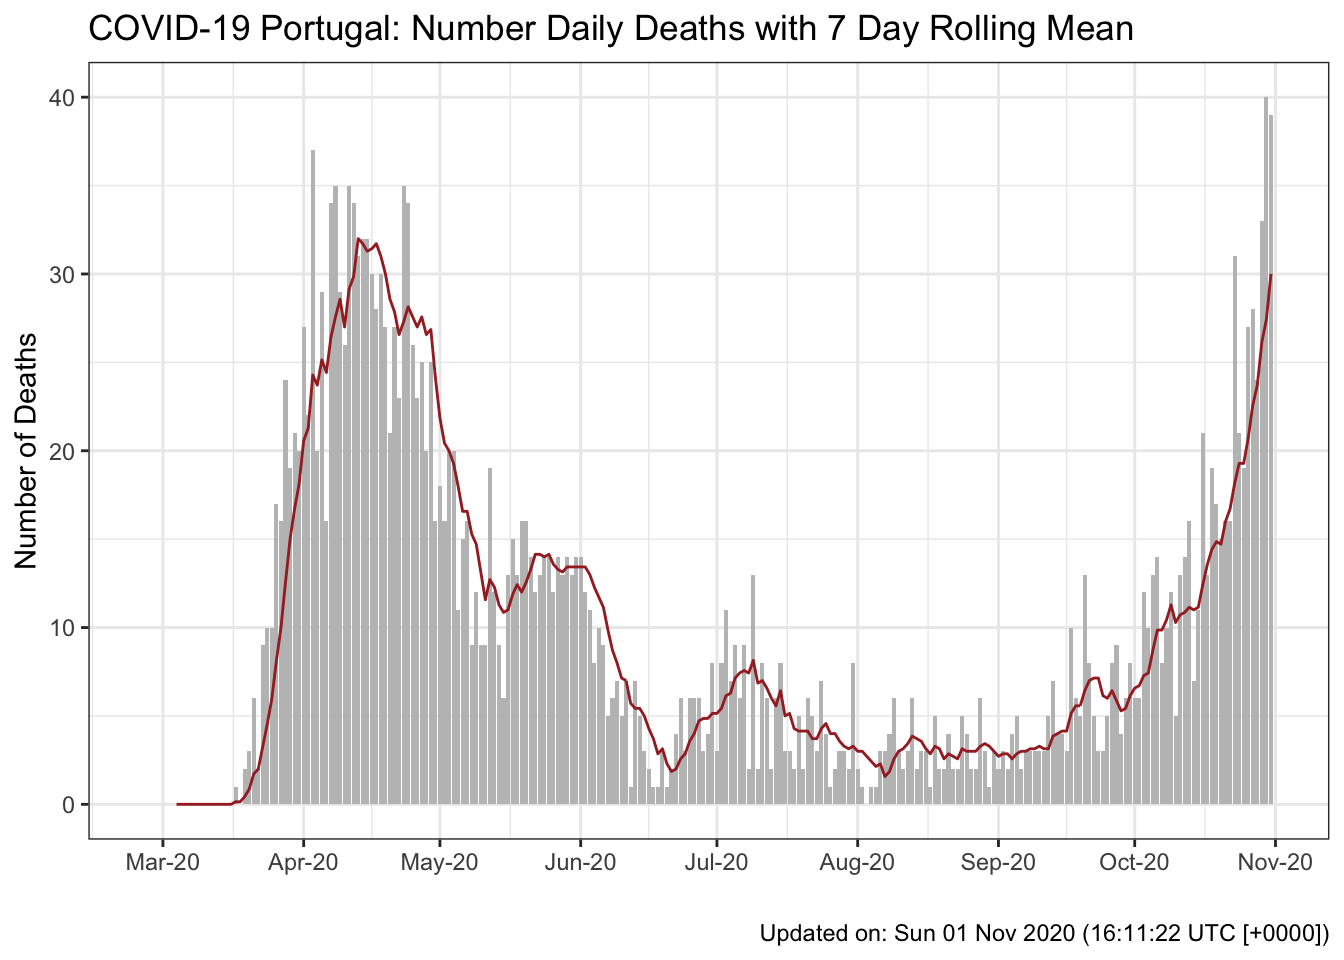 COVID-19 Portugal: Number Daily Deaths with 7 Day Rolling Mean
Number of Deaths
40
30
20
10
0
Mar-20 Apr-20 May-20 Jun-20 Jul-20 Aug-20 Sep-20 Oct-20 Nov-20
Updated on: Sun 01 Nov 2020 (16:11:22 UTC [+0000])